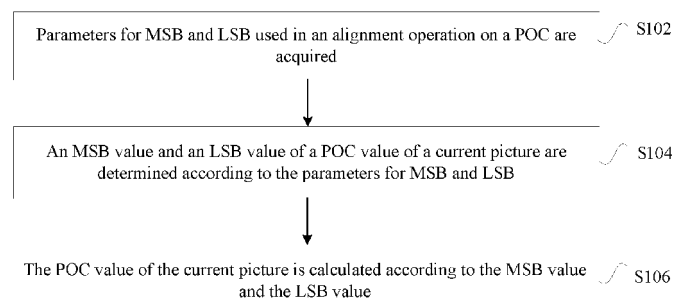 Parameters for MSB and LSB used in an alignment operation on a POC are
acquired
S102
An MSB value and an LSB value of a POC value of a current picture are
determined according to the parameters for MSB and LSB
S104
The POC value of the current picture is calculated according to the MSB value
and the LSB value
S106